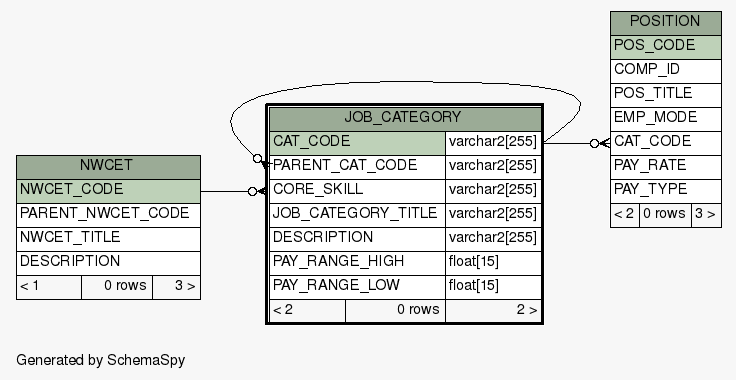 NWCET
NWCET_CODE
PARENT_NWCET_CODE
NWCET_TITLE
DESCRIPTION
< 1 0 rows 3 >
JOB_CATEGORY
CAT_CODE varchar2[255]
PARENT_CAT_CODE varchar2[255]
CORE_SKILL varchar2[255]
JOB_CATEGORY_TITLE varchar2[255]
DESCRIPTION varchar2[255]
PAY_RANGE_HIGH float[15]
PAY_RANGE_LOW float[15]
< 2 0 rows 2 >
POSITION
POS_CODE
COMP_ID
POS_TITLE
EMP_MODE
CAT_CODE
PAY_RATE
PAY_TYPE
< 2 0 rows 3 >
Generated by SchemaSpy